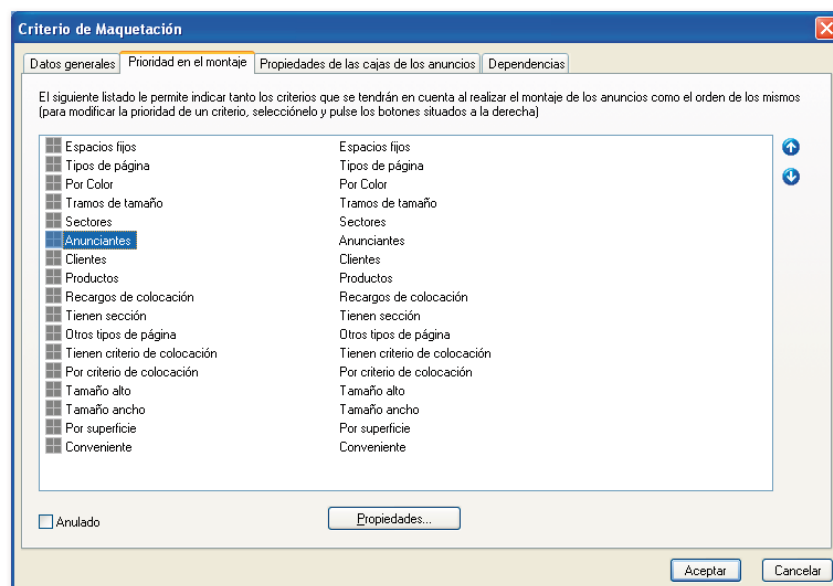 Criterio de Maquetación
Datos generales Prioridad en el montaje Propiedades de las cajas de los anuncios Dependencias
El siguiente listado le permite indicar tanto los criterios que se tendrán en cuenta al realizar el montaje de los anuncios como el orden de los mismos
(para modificar la prioridad de un criterio, selecciónelo y pulse los botones situados a la derecha)
Espacios fijos Espacios fijos
Tipos de página Tipos de página
Por Color Por Color
Tramos de tamaño Tramos de tamaño
Sectores Sectores
Anunciantes Anunciantes
Clientes Clientes
Productos Productos
Recargos de colocación Recargos de colocación
Tienen sección Tienen sección
Otros tipos de página Otros tipos de página
Tienen criterio de colocación Tienen criterio de colocación
Por criterio de colocación Por criterio de colocación
Tamaño alto Tamaño alto
Tamaño ancho Tamaño ancho
Por superficie Por superficie
Conveniente Conveniente
Anulado Propiedades...
Aceptar Cancelar